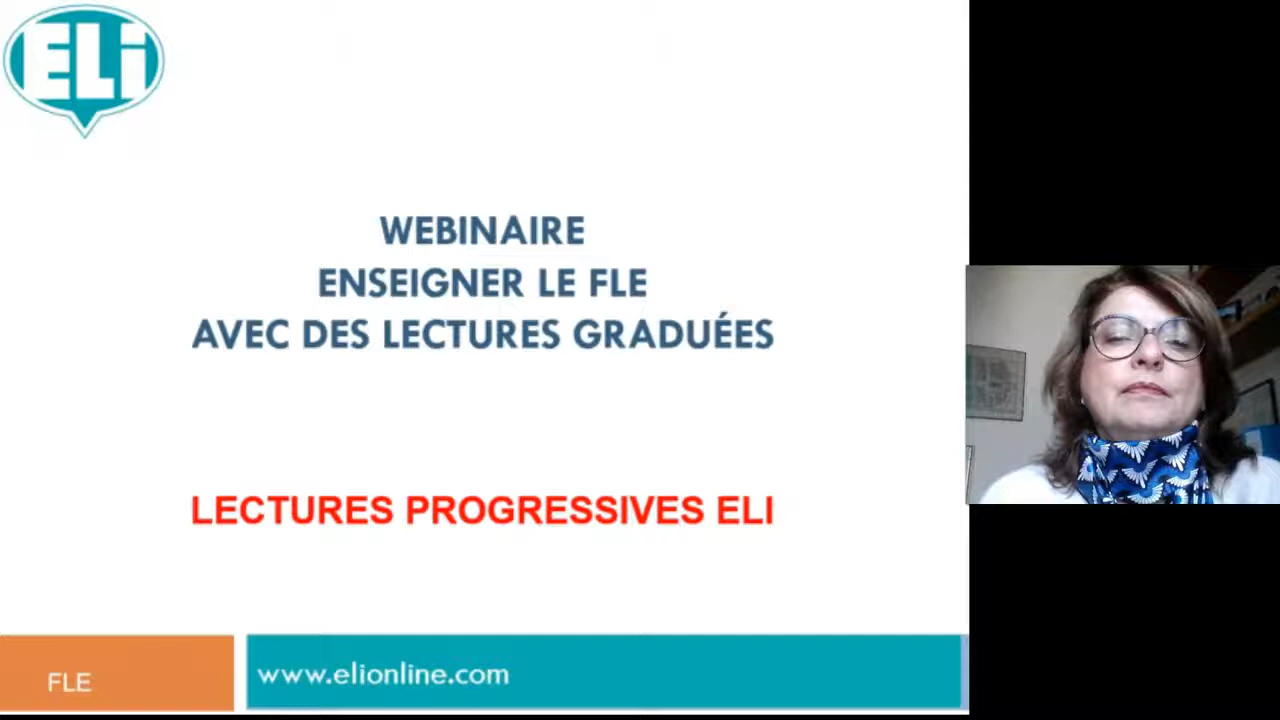 ELi
WEBINAIRE
ENSEIGNER LE FLE
AVEC DES LECTURES GRADUÉES
LECTURES PROGRESSIVES ELI
FLE
www.elionline.com